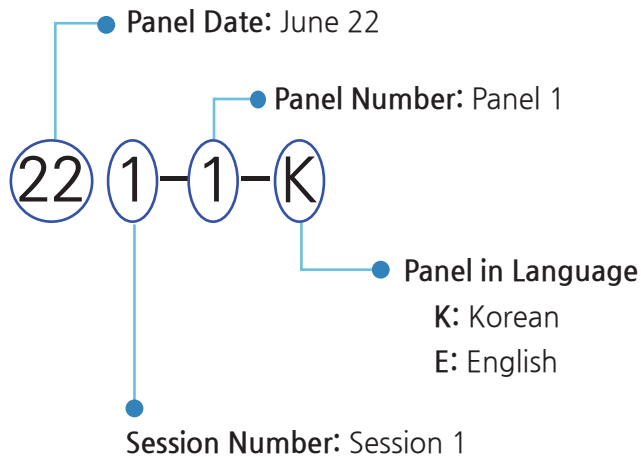 Panel Date: June 22
Panel Number: Panel 1
22 1-1-K
Panel in Language
K: Korean
E: English
Session Number: Session 1